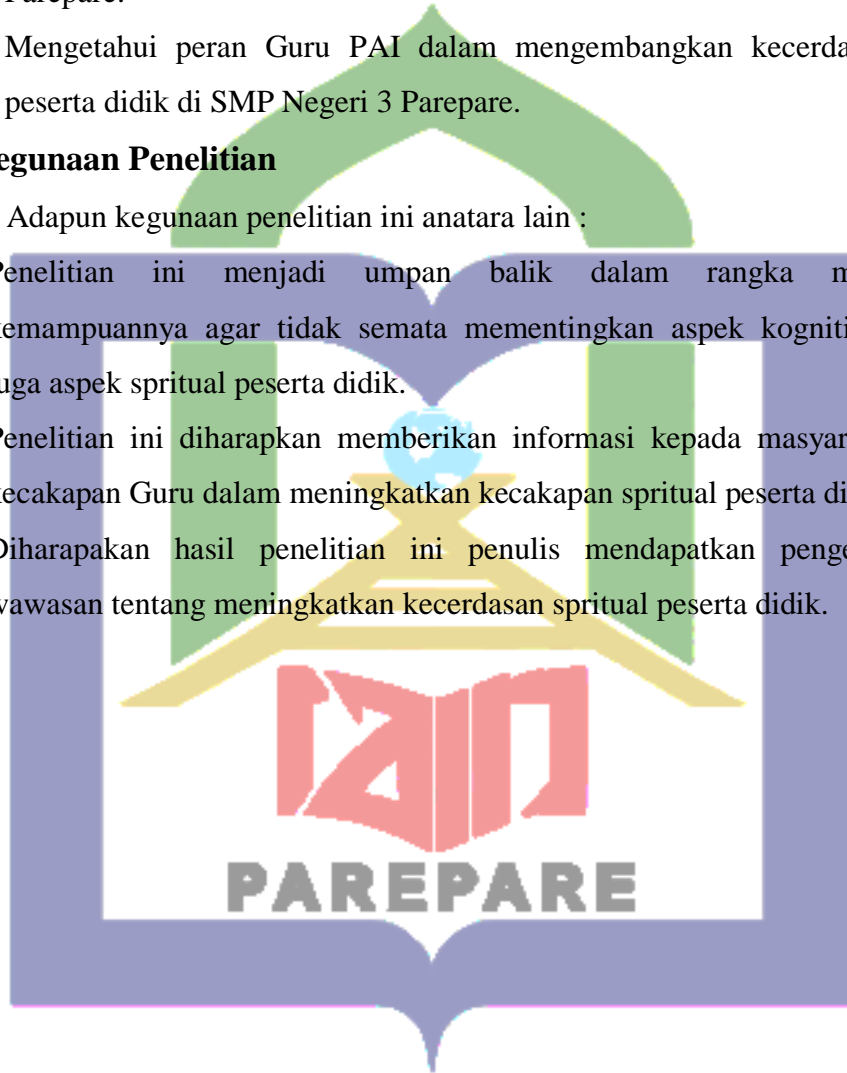 Parepare.
Mengetahui peran Guru PAI dalam mengembangkan kecerda
peserta didik di SMP Negeri 3 Parepare.
egunaan Penelitian
Adapun kegunaan penelitian ini anatara lain :
Penelitian ini menjadi umpan balik dalam rangka m
kemampuannya agar tidak semata mementingkan aspek kogniti
juga aspek spritual peserta didik.
Penelitian ini diharapkan memberikan informasi kepada masyar
kecakapan Guru dalam meningkatkan kecakapan spritual peserta di
Diharapakan hasil penelitian ini penulis mendapatkan penge
wawasan tentang meningkatkan kecerdasan spritual peserta didik.
iain
PAREPARE